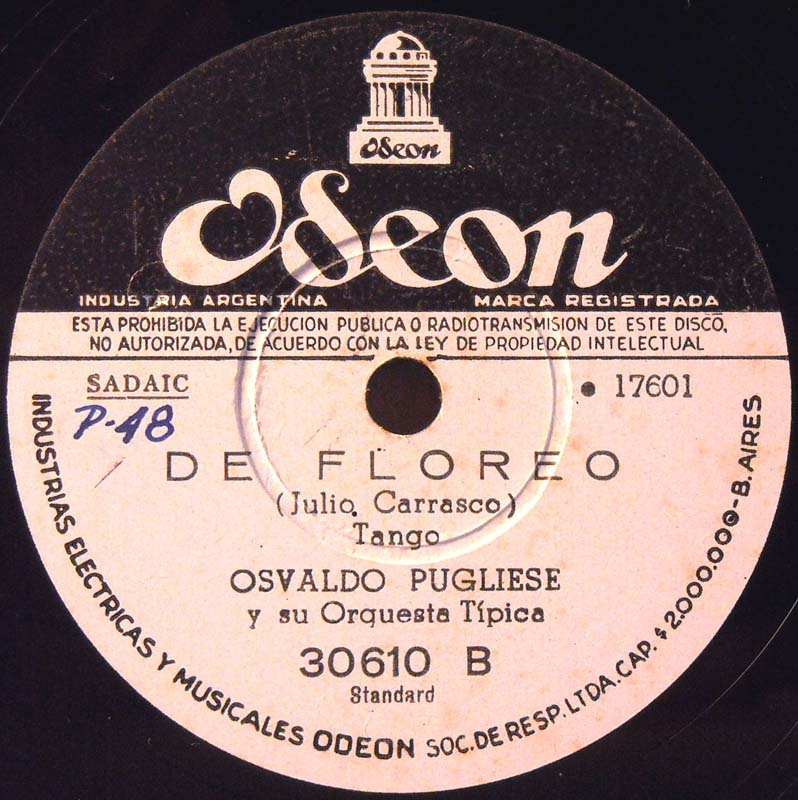 Odeon
Odeon
INDUSTRIA ARGENTINA MARCA REGISTRADA
ESTA PROHIBIDA LA EJECUCION PUBLICA O RADIOTRANSMISION DE ESTE DISCO,
NO AUTORIZADA, DE ACUERDO CON LA LEY DE PROPIEDAD INTELECTUAL
SADAIC • 17601
P-48
DE FLOREO
(Julio Carrasco)
Tango
OSVALDO PUGLIESE
y su Orquesta Típica
30610 B
Standard
INDUSTRIAS ELECTRICAS Y MUSICALES ODEON SOC. DE RESP. LTDA. CAP. $ 2.000.000-B. AIRES